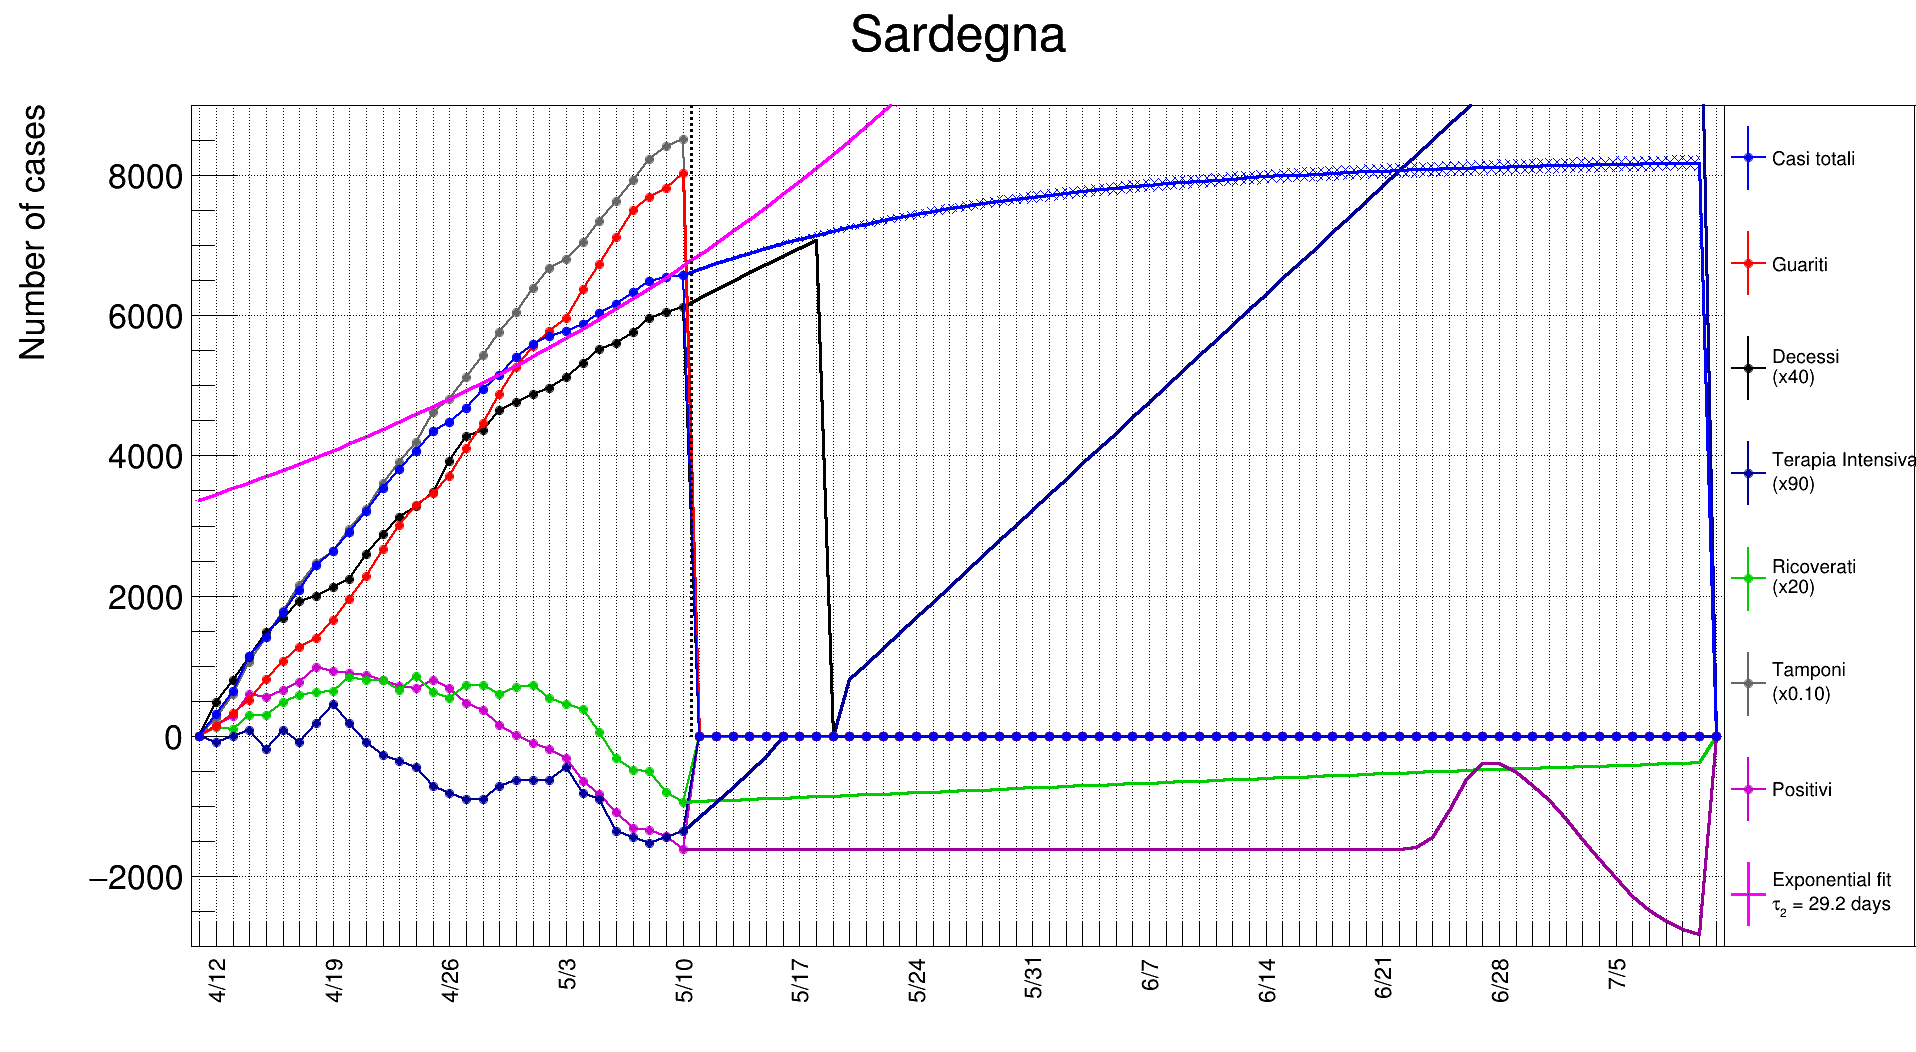 Sardegna
Number of cases
8000
6000
4000
2000
0
−2000
4/12
4/19
4/26
5/3
5/10
5/17
5/24
5/31
6/7
6/14
6/21
6/28
7/5
Casi totali
Guariti
Decessi
(x40)
Terapia Intensiva
(x90)
Ricoverati
(x20)
Tamponi
(x0.10)
Positivi
Exponential fit
τ2 = 29.2 days